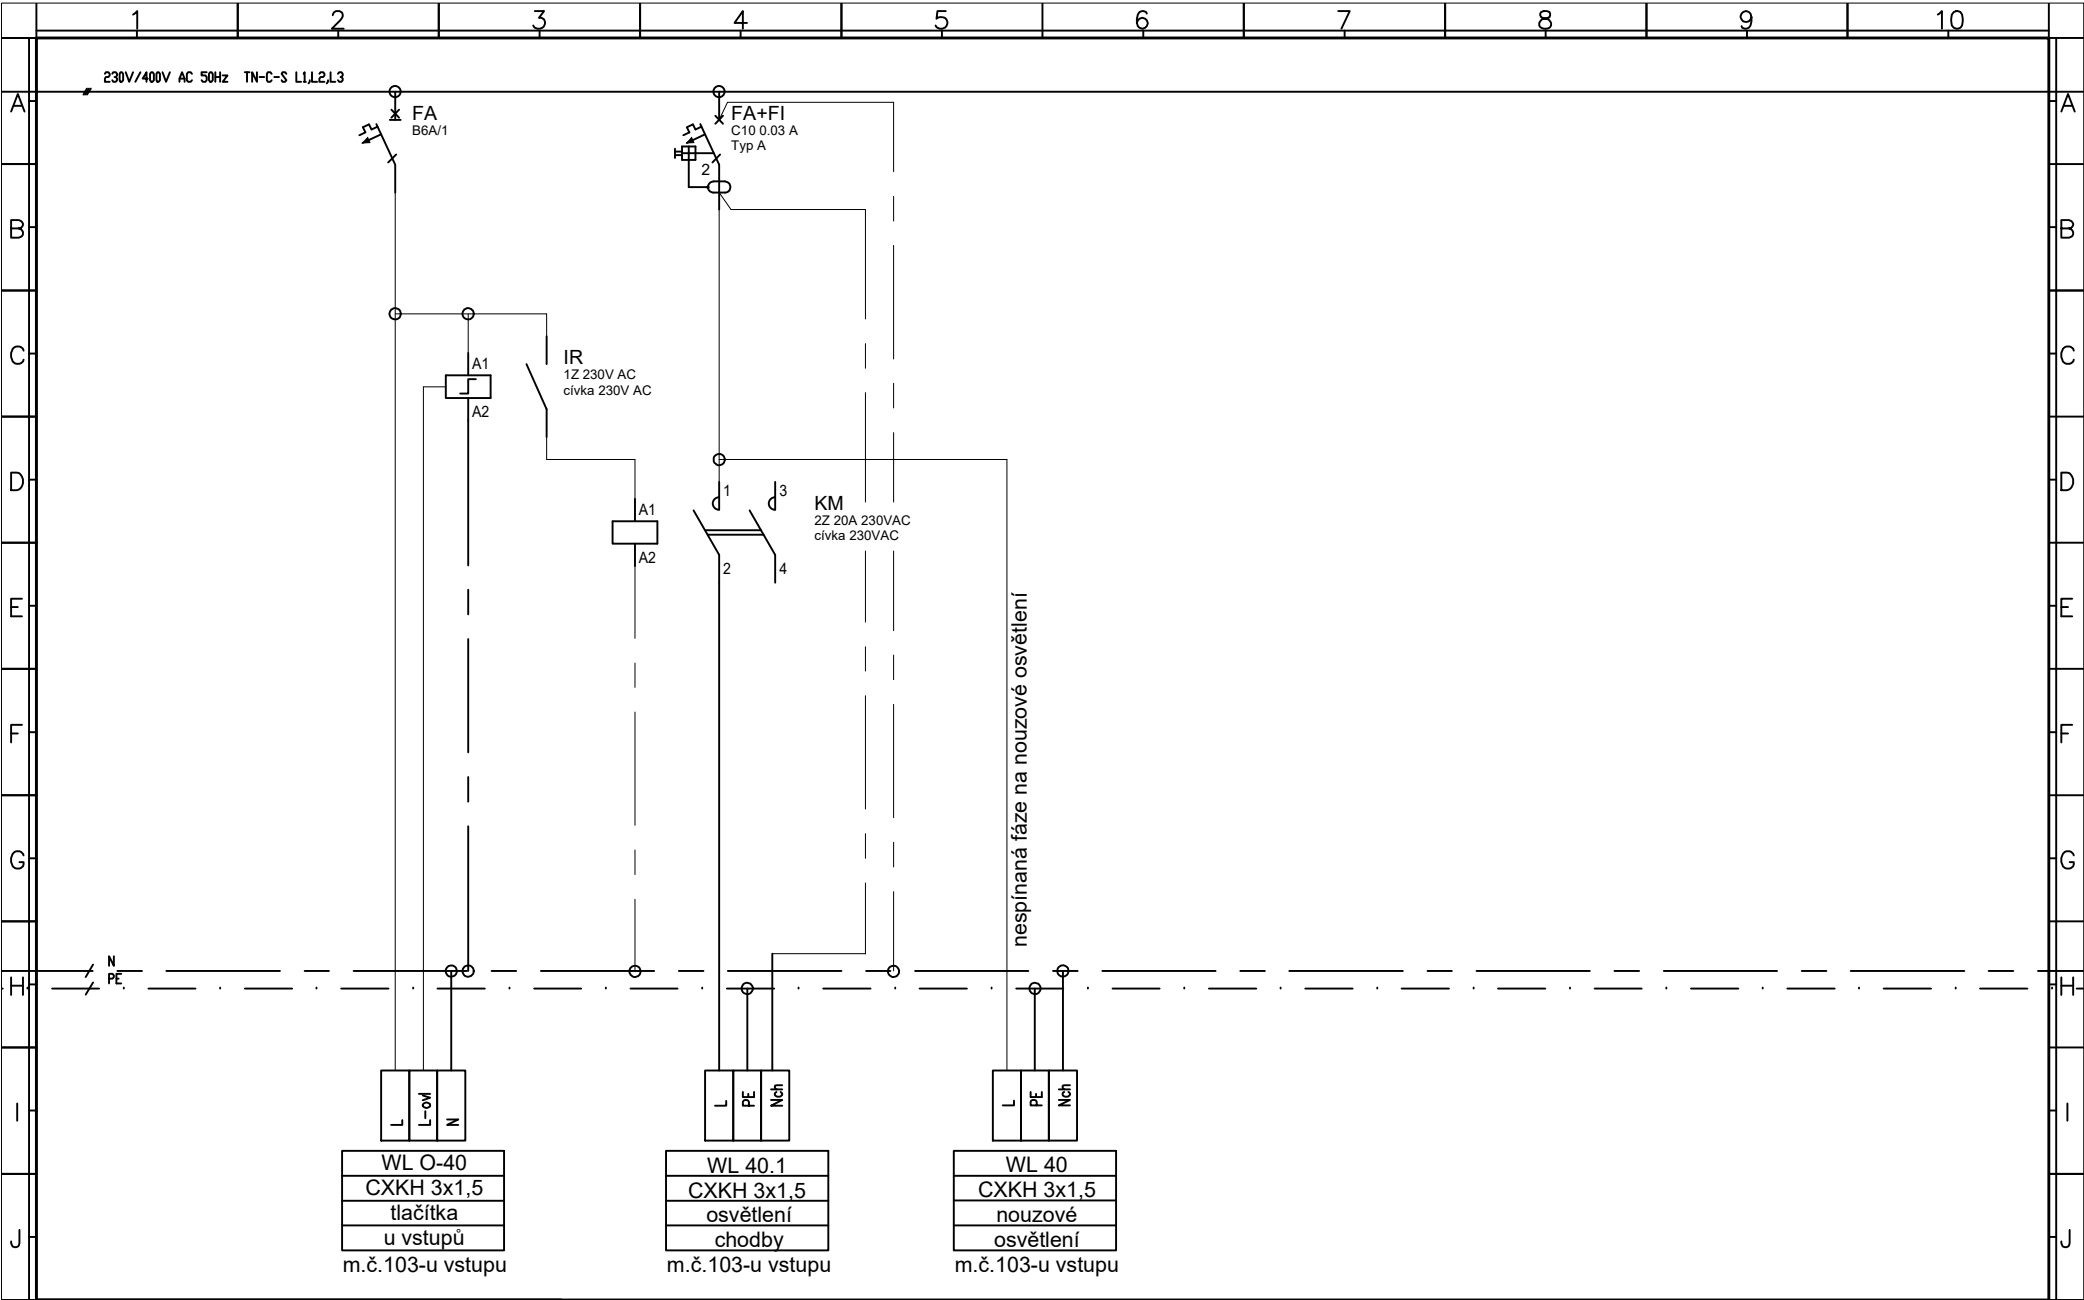 1 2 3 4 5 6 7 8 9 10
230V/400V AC 50Hz TN-C-S L1,L2,L3
A A
FA
B6A/1
FA+FI
C10 0.03 A
Typ A
2
B B
C C
A1
A2
IR
1Z 230V AC
cívka 230V AC
D D
A1
A2
1 3
2 4
KM
2Z 20A 230VAC
cívka 230VAC
E E
nespínaná fáze na nouzové osvětlení
F F
G G
N
PE
H H
I I
L L-ovl N
L PE Nch
L PE Nch
WL O-40
CXKH 3x1,5
tlačítka
u vstupů
m.č.103-u vstupu
WL 40.1
CXKH 3x1,5
osvětlení
chodby
m.č.103-u vstupu
WL 40
CXKH 3x1,5
nouzové
osvětlení
m.č.103-u vstupu
J J